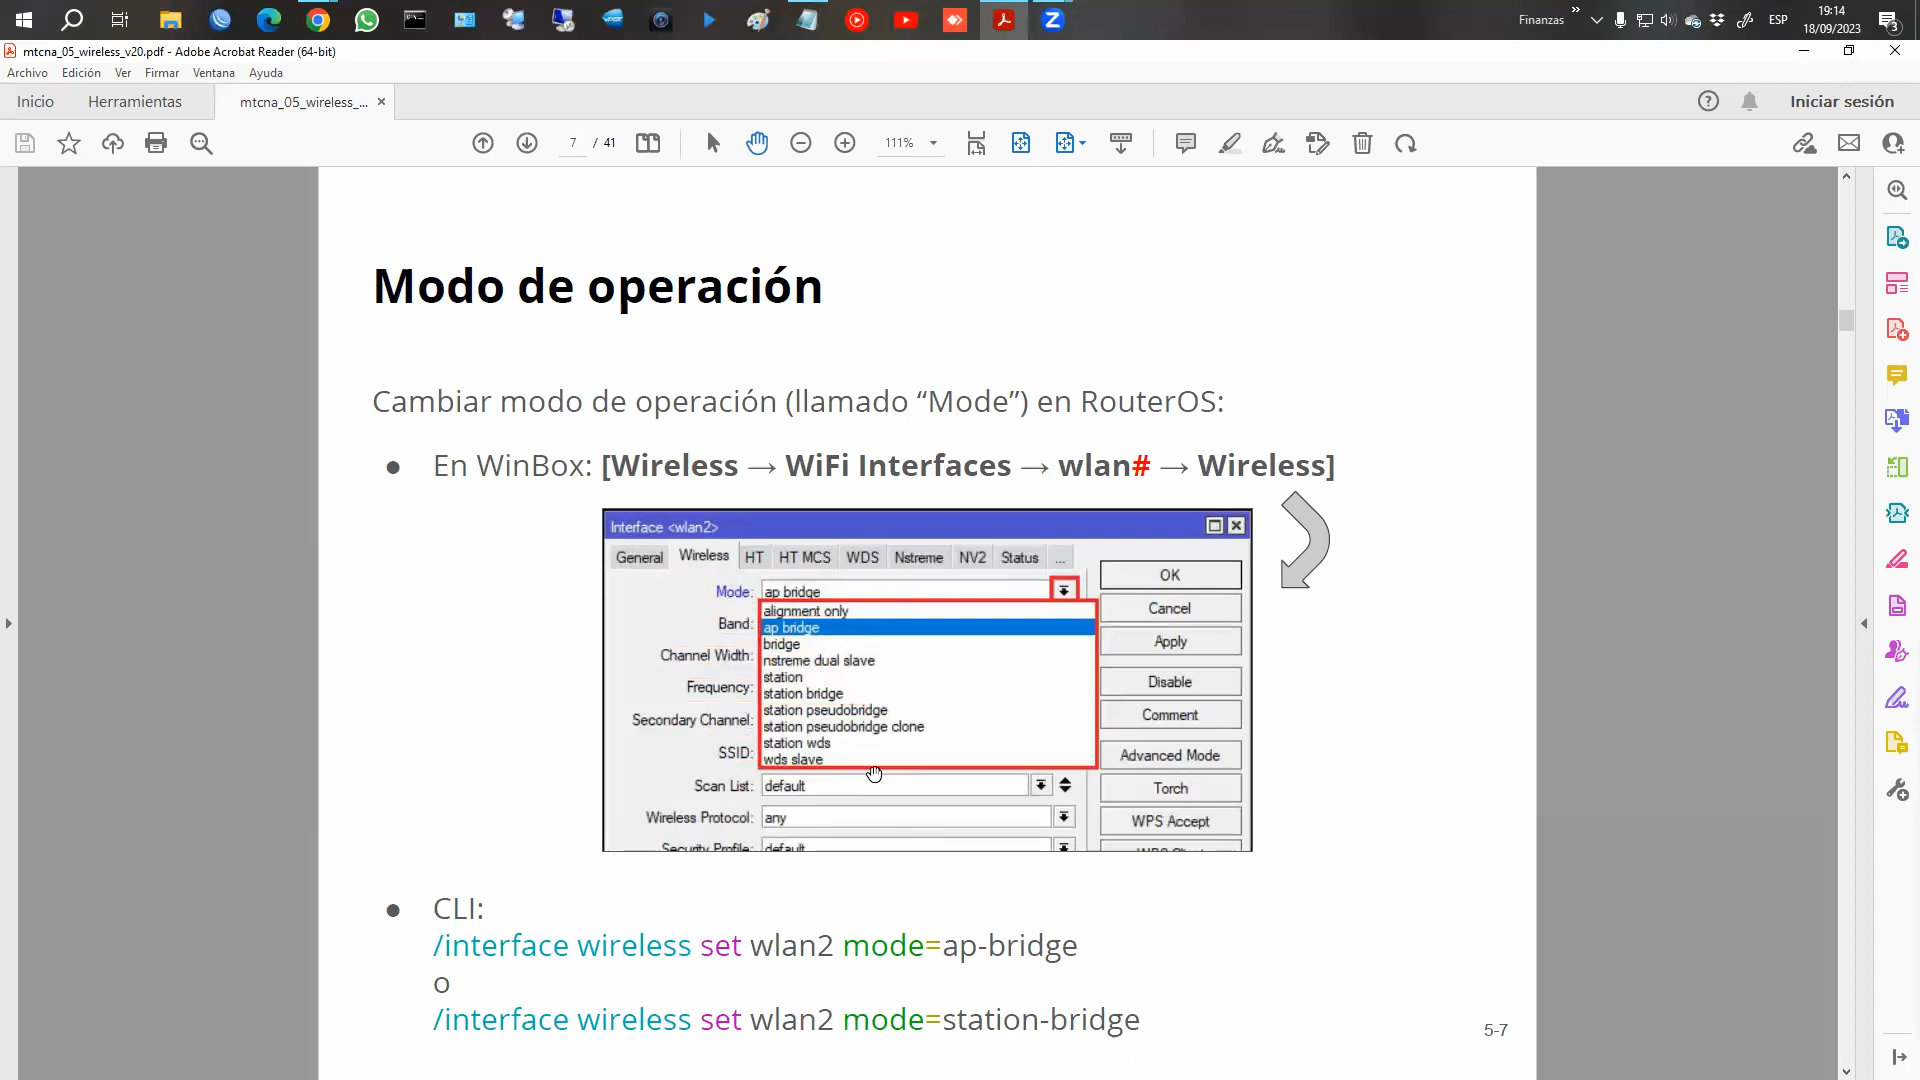 Finanzas
ESP
19:14
18/09/2023
3
mtcna_05_wireless_v20.pdf - Adobe Acrobat Reader (64-bit)
Archivo Edición Ver Firmar Ventana Ayuda
Inicio Herramientas mtcna_05_wireless_... × Iniciar sesión
7 / 41 111%
Modo de operación
Cambiar modo de operación (llamado “Mode”) en RouterOS:
● En WinBox: [Wireless → WiFi Interfaces → wlan# → Wireless]
Interface <wlan2>
General Wireless HT HT MCS WDS Nstreme NV2 Status ...
Mode: ap bridge
alignment only
ap bridge
bridge
nstreme dual slave
station
station bridge
station pseudobridge
station pseudobridge clone
station wds
wds slave
Band:
Channel Width:
Frequency:
Secondary Channel:
SSID:
Scan List: default
Wireless Protocol: any
Security Profile: default
OK
Cancel
Apply
Disable
Comment
Advanced Mode
Torch
WPS Accept
● CLI:
/interface wireless set wlan2 mode=ap-bridge
o
/interface wireless set wlan2 mode=station-bridge
5-7